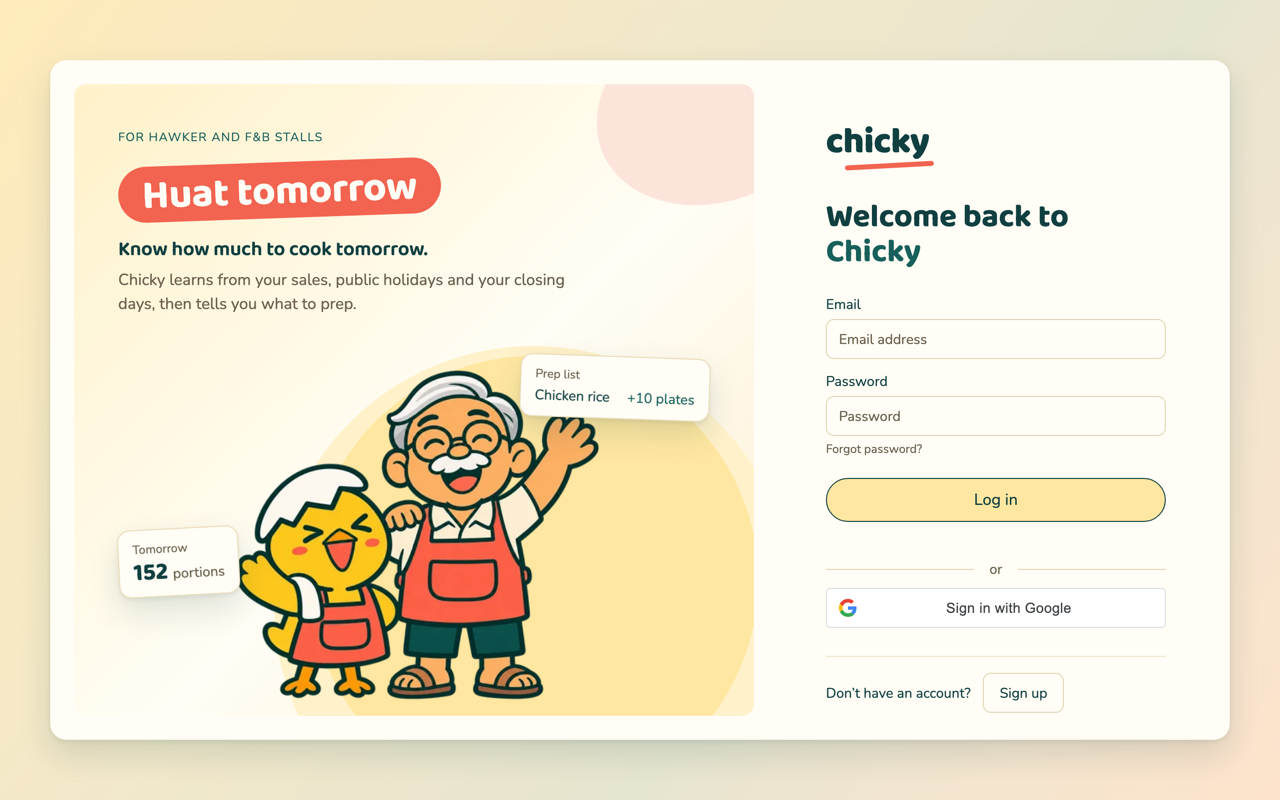 FOR HAWKER AND F&B STALLS
Huat tomorrow
Know how much to cook tomorrow.
Chicky learns from your sales, public holidays and your closing
days, then tells you what to prep.
Prep list
Chicken rice +10 plates
Tomorrow
152 portions
chicky
Welcome back to
Chicky
Email
Email address
Password
Password
Forgot password?
Log in
or
Sign in with Google
Don’t have an account? Sign up